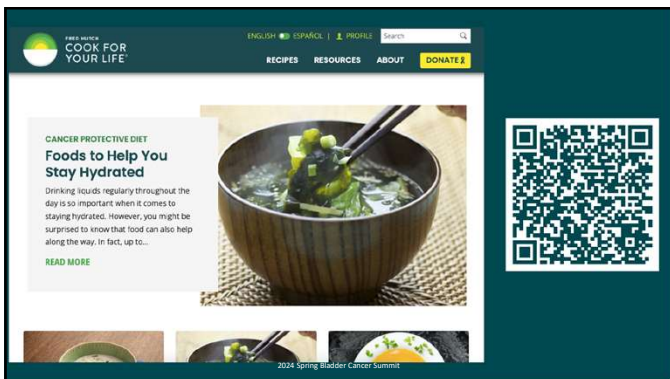 FRED HUTCH
COOK FOR
YOUR LIFE
ENGLISH ESPAÑOL | PROFILE Search
RECIPES RESOURCES ABOUT DONATE
CANCER PROTECTIVE DIET
Foods to Help You
Stay Hydrated
Drinking liquids regularly throughout the
day is so important when it comes to
staying hydrated. However, you might be
surprised to know that food can also help
along the way. In fact, up to...
READ MORE
2024 Spring Bladder Cancer Summit